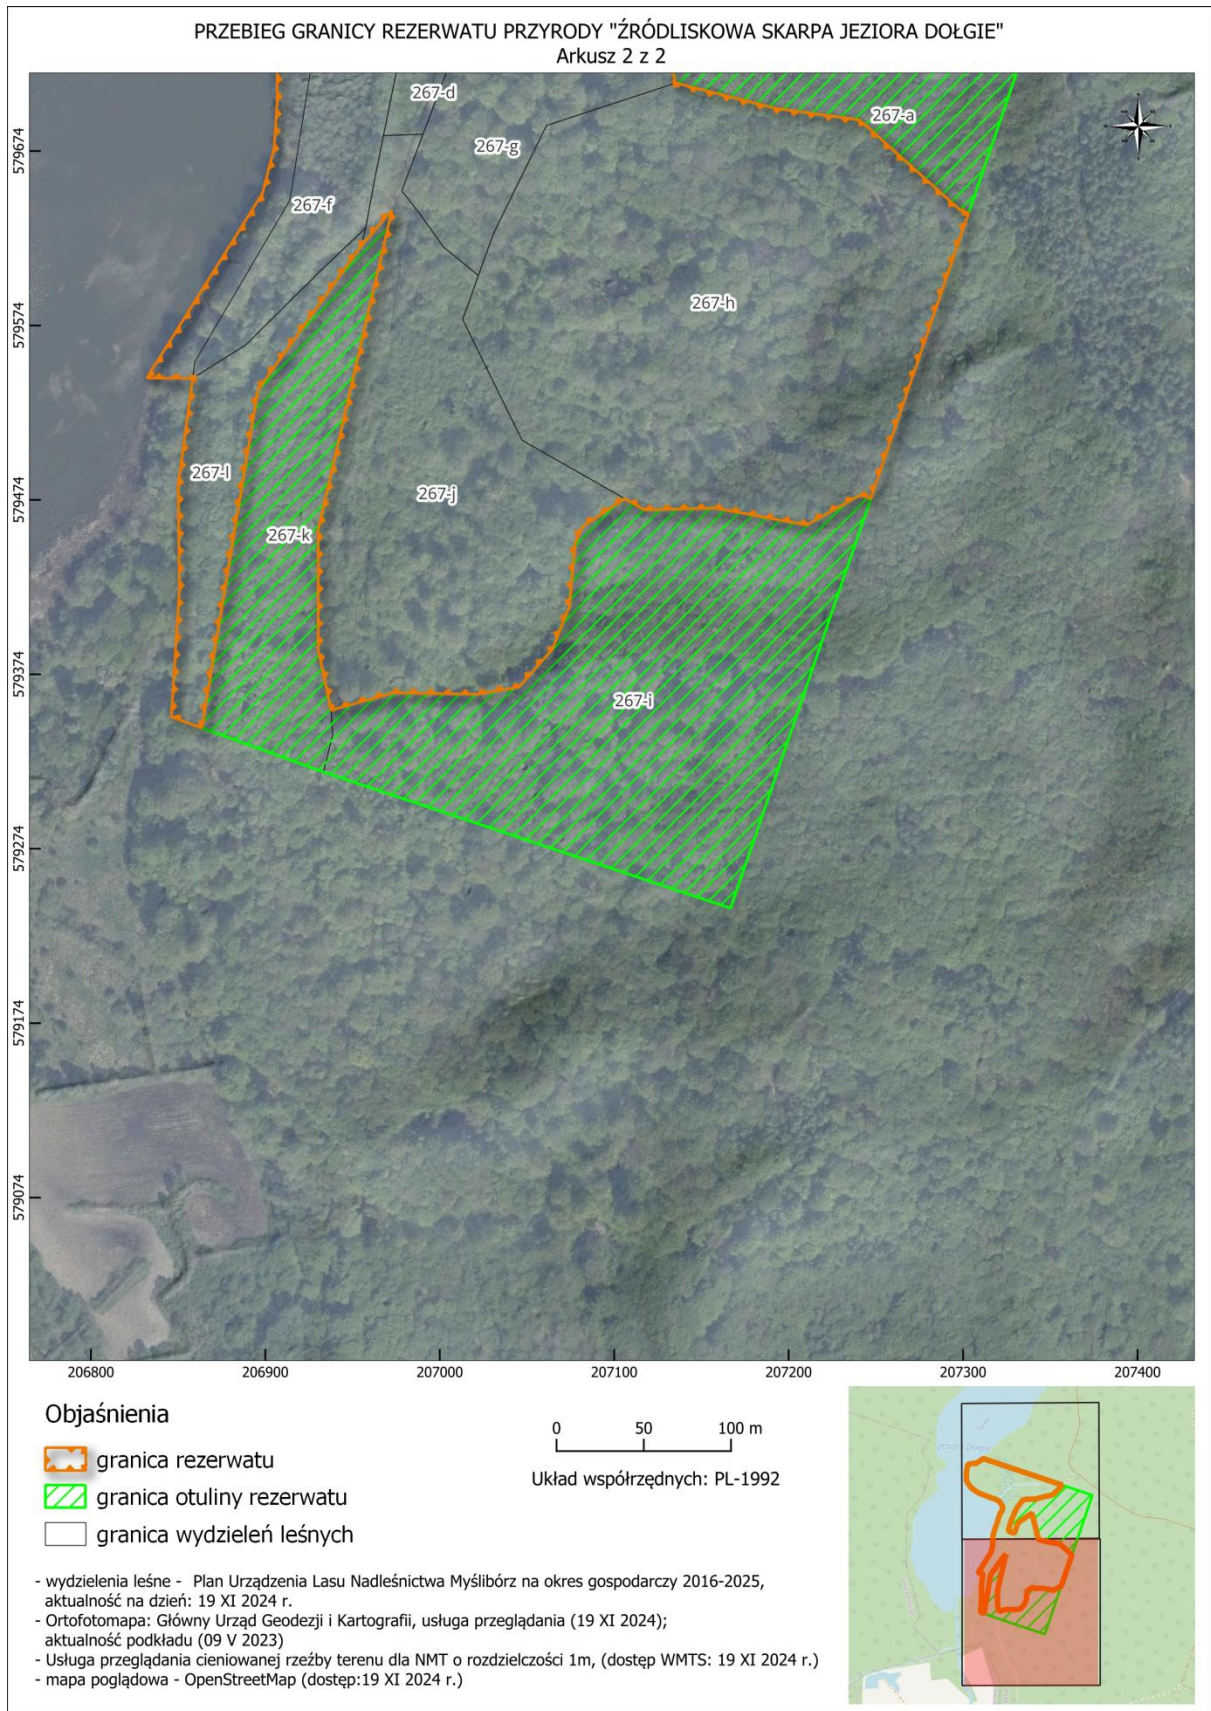 PRZEBIEG GRANICY REZERWATU PRZYRODY "ŹRÓDLISKOWA SKARPA JEZIORA DOŁGIE"
Arkusz 2 z 2
267-d
267-a
267-g
267-f
267-h
267-l
267-j
267-k
267-i
579674
579574
579474
579374
579274
579174
579074
206800 206900 207000 207100 207200 207300 207400
Objaśnienia
granica rezerwatu
granica otuliny rezerwatu
granica wydzieleń leśnych
0 50 100 m
Układ współrzędnych: PL-1992
Jezioro Dołgie
- wydzielenia leśne - Plan Urządzenia Lasu Nadleśnictwa Myślibórz na okres gospodarczy 2016-2025,
aktualność na dzień: 19 XI 2024 r.
- Ortofotomapa: Główny Urząd Geodezji i Kartografii, usługa przeglądania (19 XI 2024);
aktualność podkładu (09 V 2023)
- Usługa przeglądania cieniowanej rzeźby terenu dla NMT o rozdzielczości 1m, (dostęp WMTS: 19 XI 2024 r.)
- mapa poglądowa - OpenStreetMap (dostęp:19 XI 2024 r.)